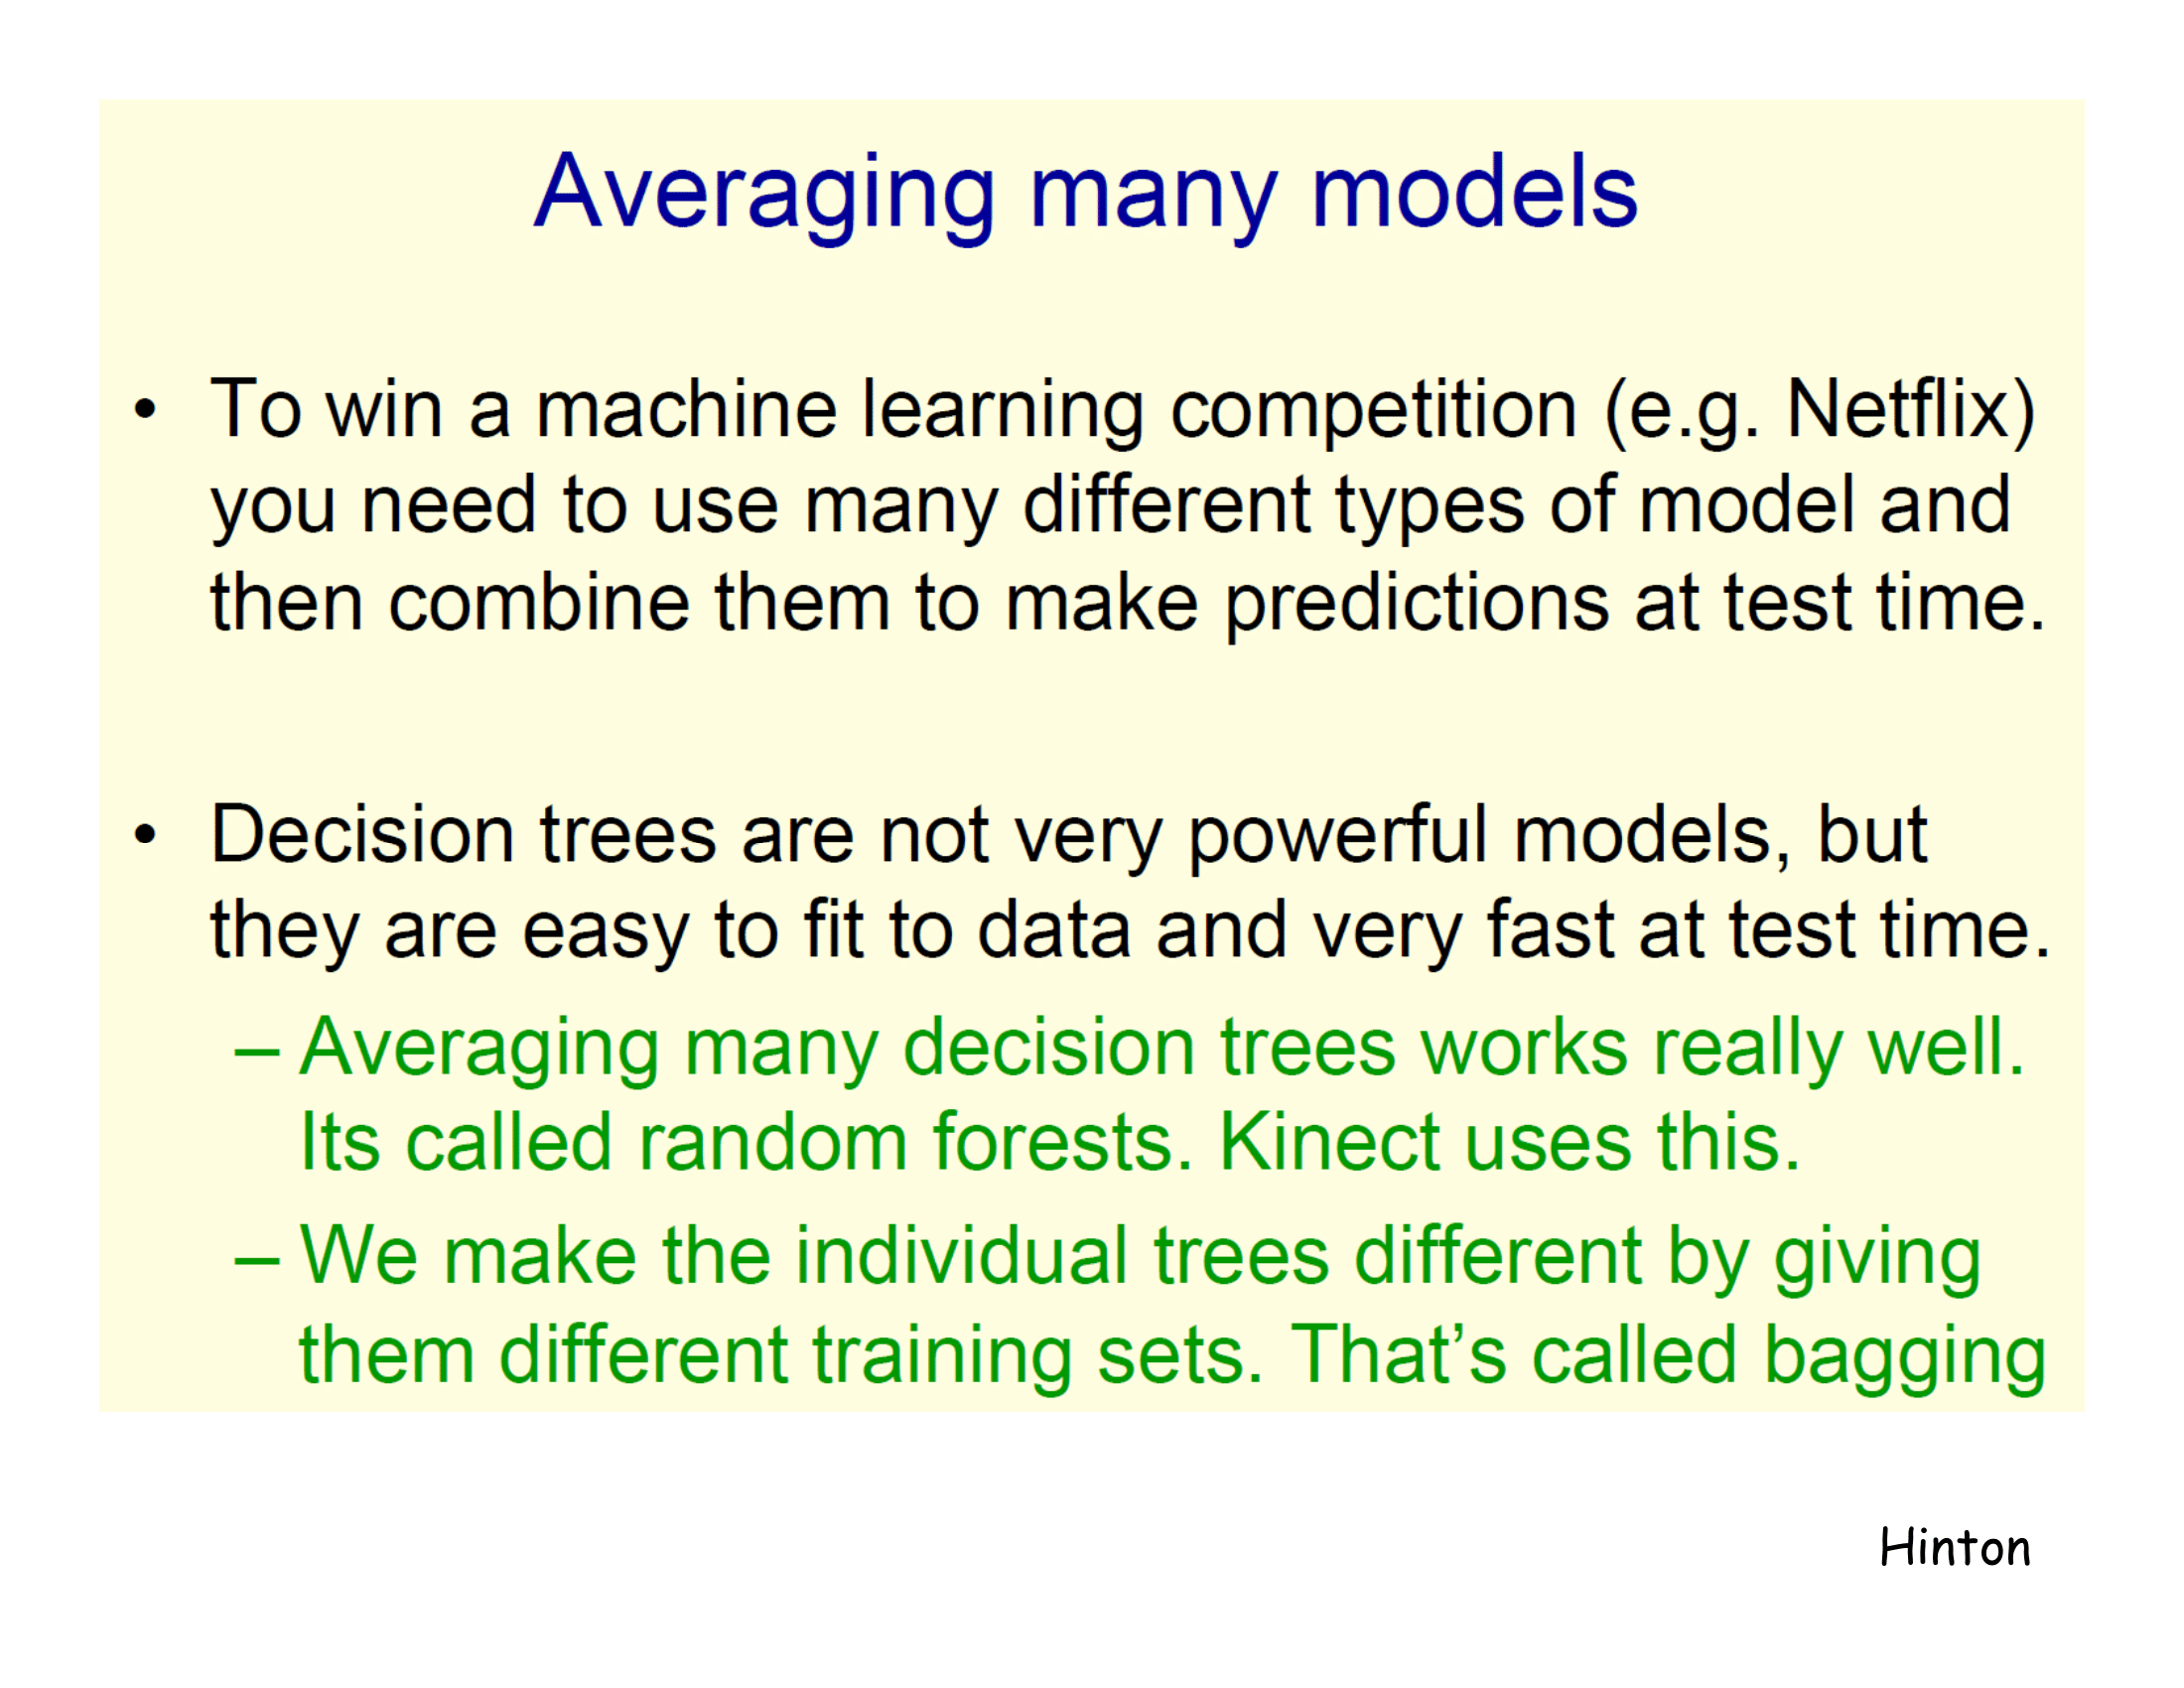 Averaging many models
• To win a machine learning competition (e.g. Netflix)
you need to use many different types of model and
then combine them to make predictions at test time.
• Decision trees are not very powerful models, but
they are easy to fit to data and very fast at test time.
– Averaging many decision trees works really well.
Its called random forests. Kinect uses this.
– We make the individual trees different by giving
them different training sets. That’s called bagging
Hinton